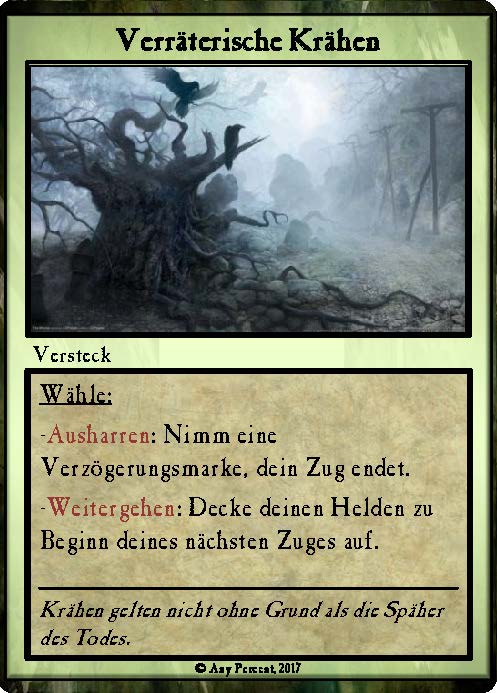 Verräterische Krähen
Versteck
Wähle:
-Ausharren: Nimm eine
Verzögerungsmarke, dein Zug endet.
-Weitergehen: Decke deinen Helden zu
Beginn deines nächsten Zuges auf.
Krähen gelten nicht ohne Grund als die Späher
des Todes.
© Any Percent, 2017